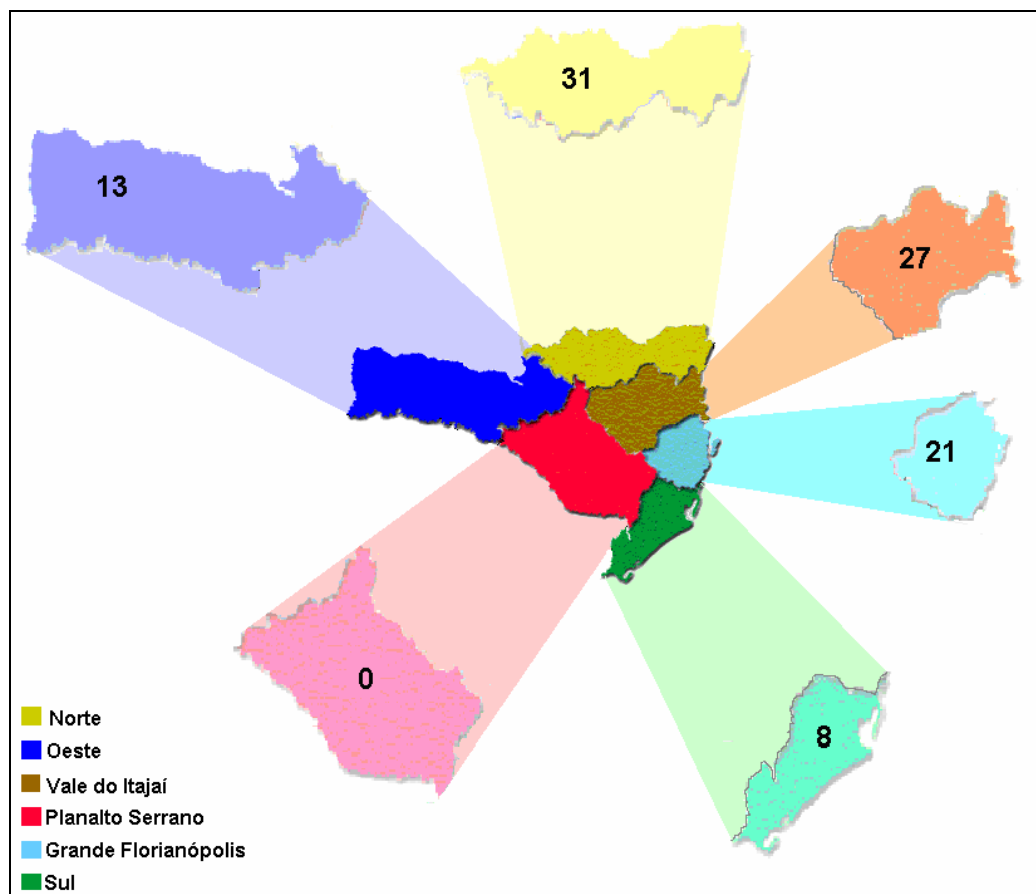 31
13
27
21
0
8
Norte
Oeste
Vale do Itajaí
Planalto Serrano
Grande Florianópolis
Sul